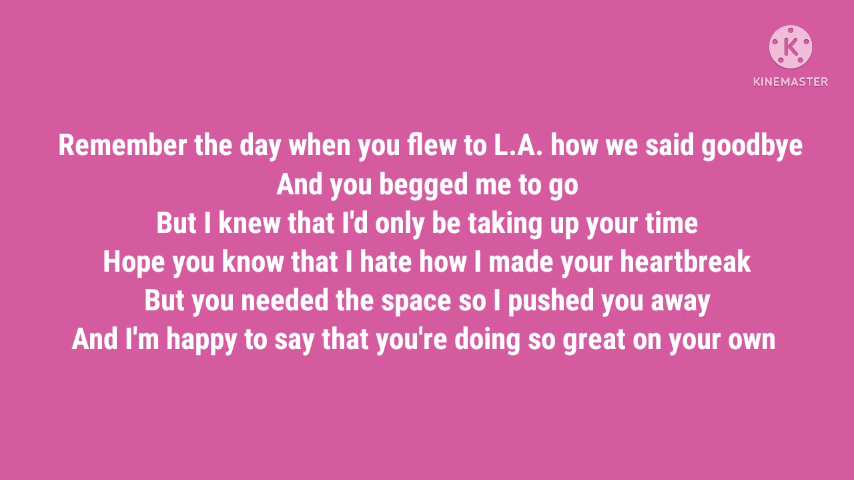 K
KINEMASTER
Remember the day when you flew to L.A. how we said goodbye
And you begged me to go
But I knew that I'd only be taking up your time
Hope you know that I hate how I made your heartbreak
But you needed the space so I pushed you away
And I'm happy to say that you're doing so great on your own